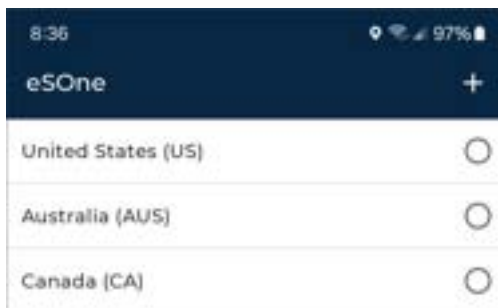 8:36 97%
eSOne +
United States (US)
Australia (AUS)
Canada (CA)